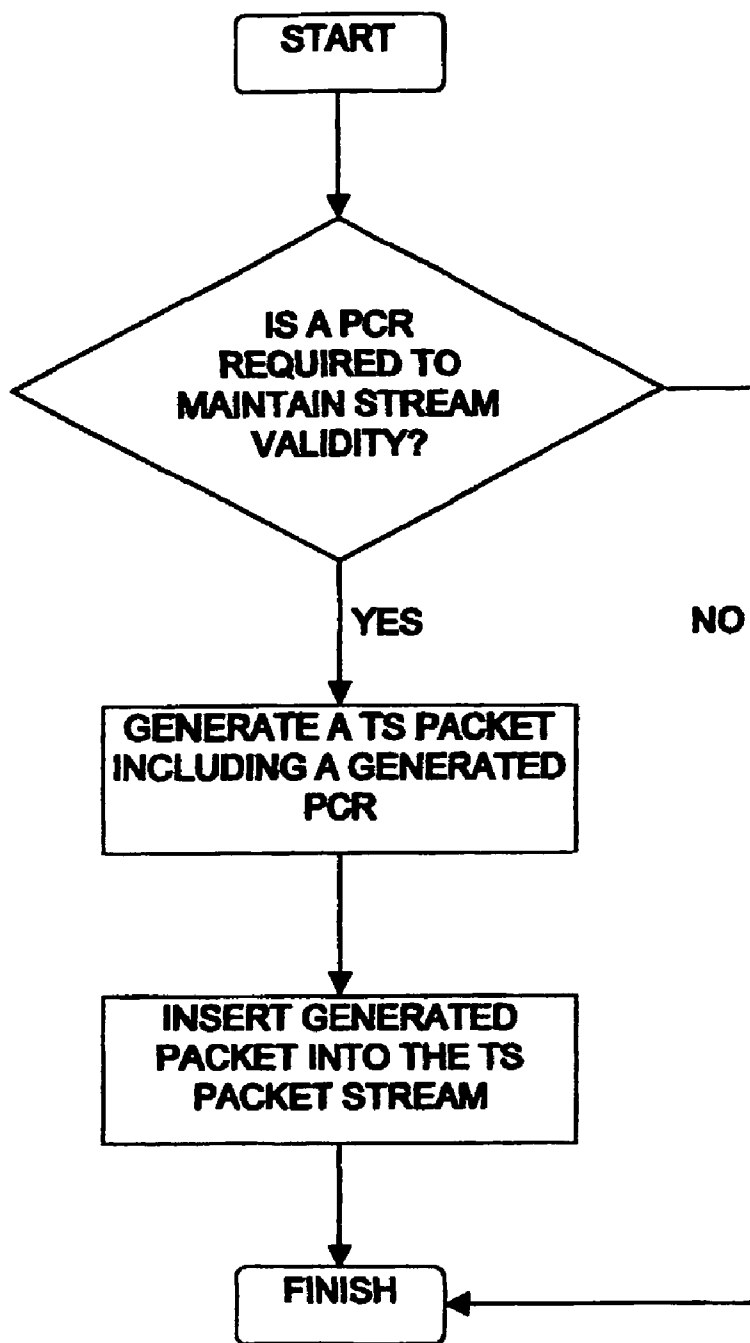 START
IS A PCR
REQUIRED TO
MAINTAIN STREAM
VALIDITY?
YES
NO
GENERATE A TS PACKET
INCLUDING A GENERATED
PCR
INSERT GENERATED
PACKET INTO THE TS
PACKET STREAM
FINISH